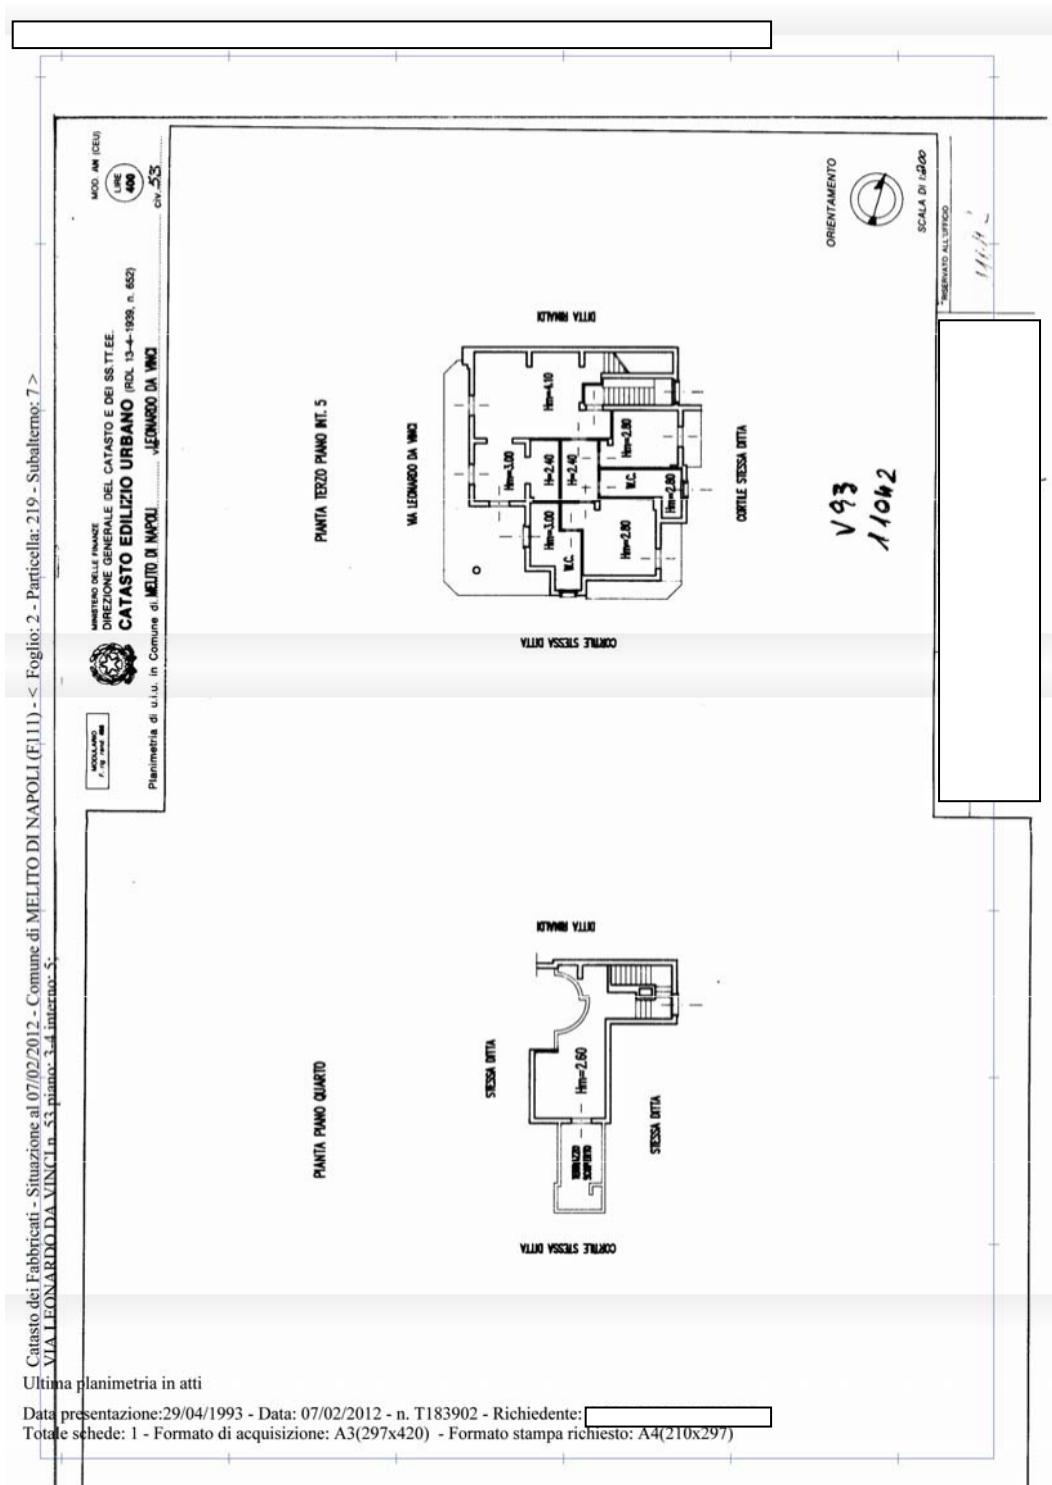 MODULARIO
F. rig. rend 486
MINISTERO DELLE FINANZE
DIREZIONE GENERALE DEL CATASTO E DEI SS.TT.EE.
CATASTO EDILIZIO URBANO (RDL 13-4-1939, n. 652)
MOD. AN (CEU)
LIRE
400
Planimetria di u.i.u. in Comune di MELITO DI NAPOLI via LEONARDO DA VINCI civ. 53
PIANTA TERZO PIANO INT. 5
VIA LEONARDO DA VINCI
DITTA RINALDI
CORTILE STESSA DITTA
CORTILE STESSA DITTA
Hm=4.10
Hm=3.00
H=2.40
H=2.40
Hm=2.80
W.C.
Hm=2.80
Hm=3.00
W.C.
Hm=2.80
V93
11042
ORIENTAMENTO
SCALA DI 1:200
RISERVATO ALL'UFFICIO
PIANTA PIANO QUARTO
STESSA DITTA
DITTA RINALDI
Hm=2.60
TERRAZZO
SCOPERTO
STESSA DITTA
CORTILE STESSA DITTA
Catasto dei Fabbricati - Situazione al 07/02/2012 - Comune di MELITO DI NAPOLI (F111) - < Foglio: 2 - Particella: 219 - Subalterno: 7 >
VIA LEONARDO DA VINCI n. 53 piano: 3-4 interno: 5;
Ultima planimetria in atti
Data presentazione:29/04/1993 - Data: 07/02/2012 - n. T183902 - Richiedente:
Totale schede: 1 - Formato di acquisizione: A3(297x420) - Formato stampa richiesto: A4(210x297)